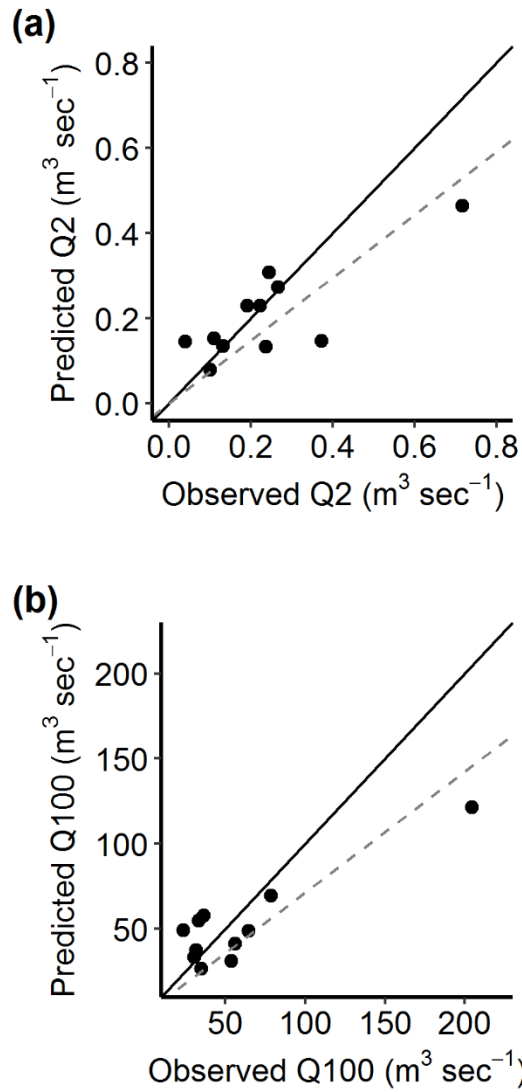 (a)
Predicted Q2 (m³ sec⁻¹)
0.8
0.6
0.4
0.2
0.0
0.0 0.2 0.4 0.6 0.8
Observed Q2 (m³ sec⁻¹)
(b)
Predicted Q100 (m³ sec⁻¹)
200
150
100
50
50 100 150 200
Observed Q100 (m³ sec⁻¹)